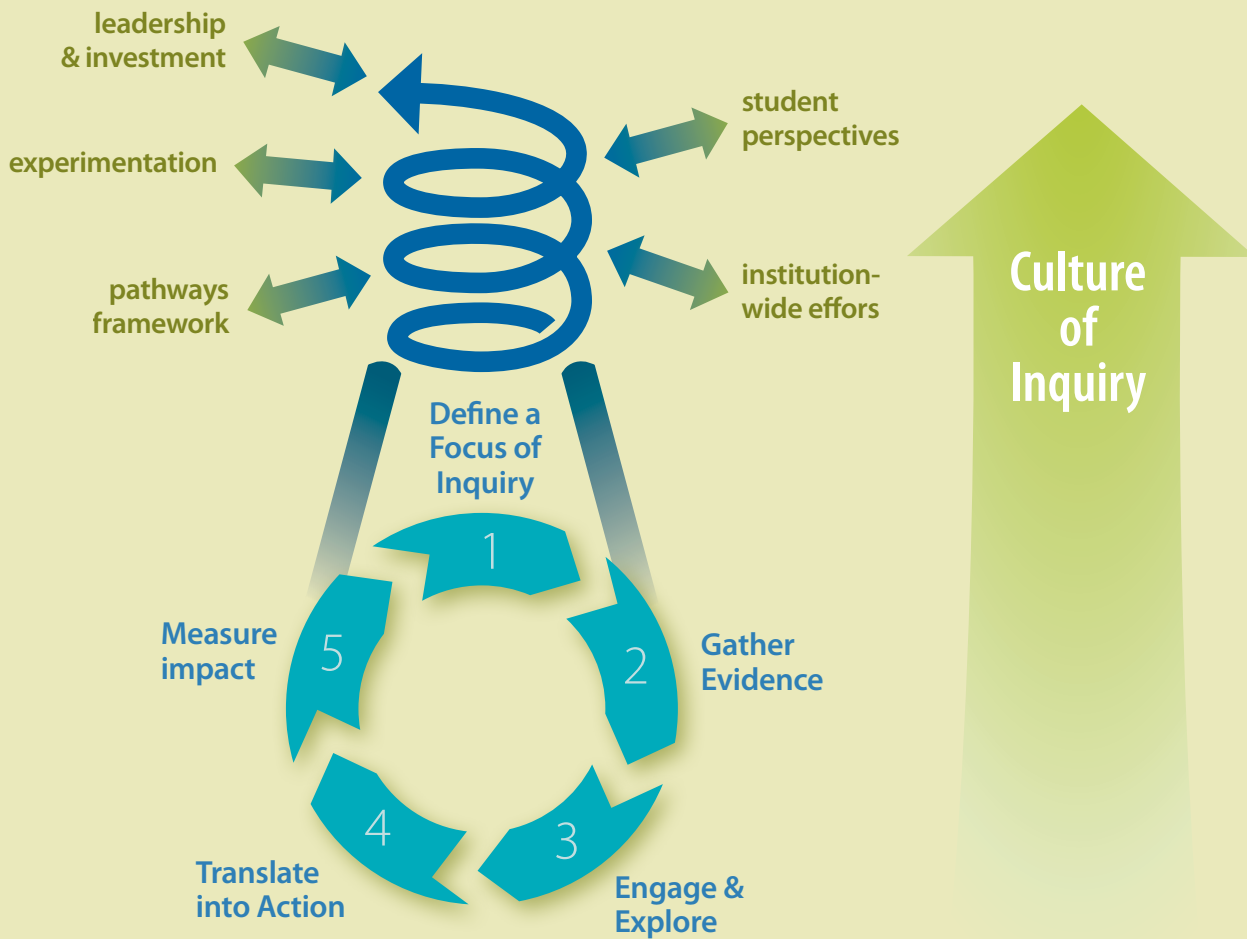 leadership
& investment
experimentation
pathways
framework
student
perspectives
institution-
wide effors
Culture
of
Inquiry
Define a
Focus of
Inquiry
1
2
Gather
Evidence
3
Engage &
Explore
4
Translate
into Action
5
Measure
impact